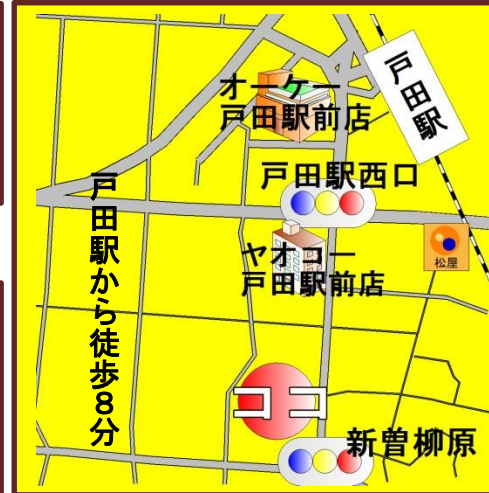 オーケー
戸田駅前店
戸田駅
戸田駅西口
ヤオコー
戸田駅前店
松屋
戸田駅から徒歩8分
ココ
新曽柳原